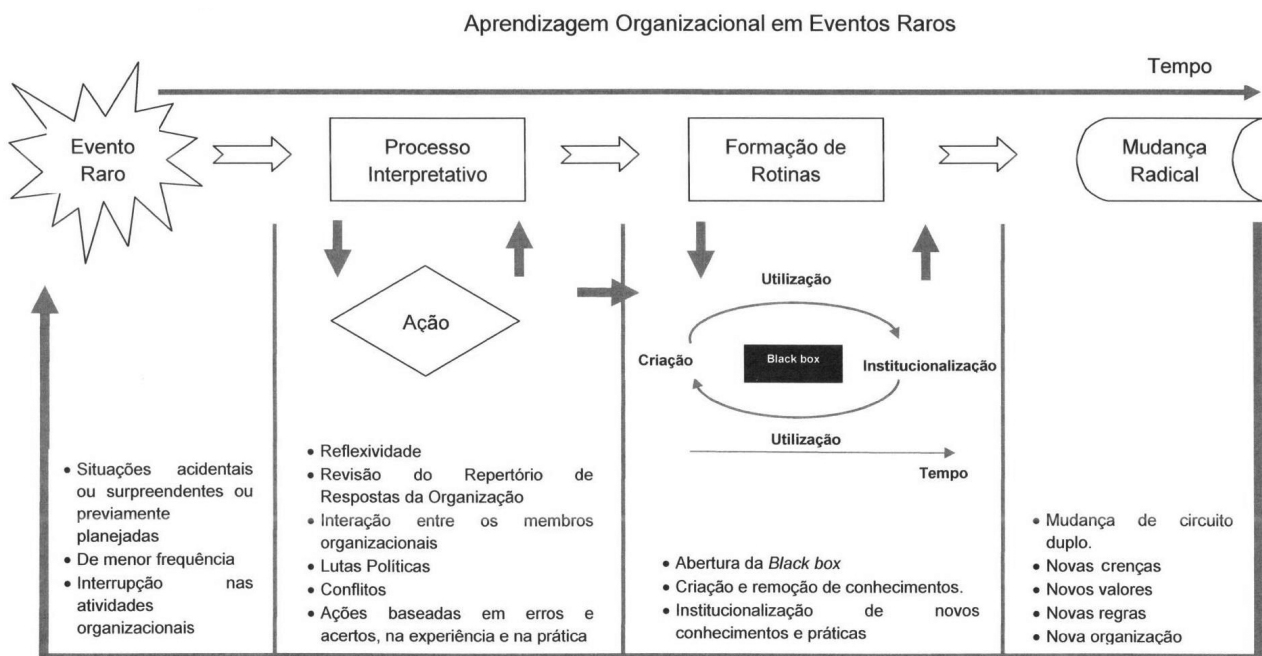 Aprendizagem Organizacional em Eventos Raros
Tempo
Evento
Raro
Processo
Interpretativo
Formação de
Rotinas
Mudança
Radical
Ação
Utilização
Criação
Black box
Institucionalização
Utilização
Tempo
• Situações acidentais
ou surpreendentes ou
previamente
planejadas
• De menor frequência
• Interrupção nas
atividades
organizacionais
• Reflexividade
• Revisão do Repertório de
Respostas da Organização
• Interação entre os membros
organizacionais
• Lutas Políticas
• Conflitos
• Ações baseadas em erros e
acertos, na experiência e na prática
• Abertura da Black box
• Criação e remoção de conhecimentos.
• Institucionalização de novos
conhecimentos e práticas
• Mudança de circuito
duplo.
• Novas crenças
• Novos valores
• Novas regras
• Nova organização